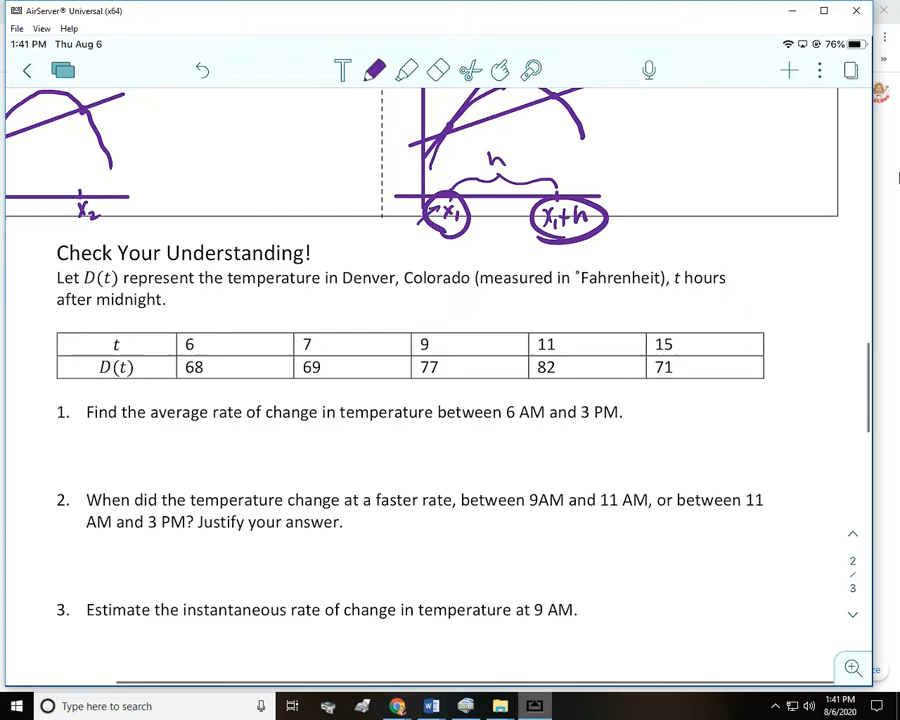 AirServer® Universal (x64)
File View Help
1:41 PM Thu Aug 6
76%
T
h
x₂
x₁
x₁+h
Check Your Understanding!
Let D(t) represent the temperature in Denver, Colorado (measured in ˚Fahrenheit), t hours
after midnight.
t 6 7 9 11 15
D(t) 68 69 77 82 71
1. Find the average rate of change in temperature between 6 AM and 3 PM.
2. When did the temperature change at a faster rate, between 9AM and 11 AM, or between 11
AM and 3 PM? Justify your answer.
3. Estimate the instantaneous rate of change in temperature at 9 AM.
2
/
3
Type here to search
1:41 PM
8/6/2020